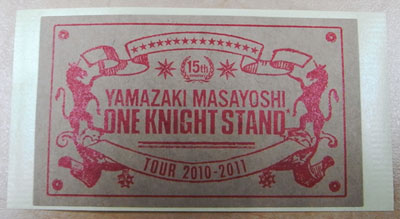 15th
YAMAZAKI MASAYOSHI
ONE KNIGHT STAND
TOUR 2010-2011